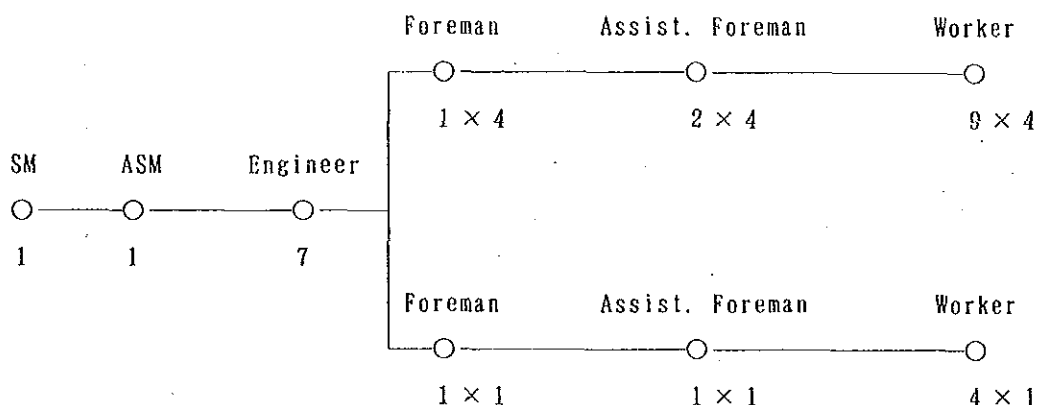 Foreman Assist. Foreman Worker
1 × 4 2 × 4 9 × 4
SM ASM Engineer
1 1 7
Foreman Assist. Foreman Worker
1 × 1 1 × 1 4 × 1